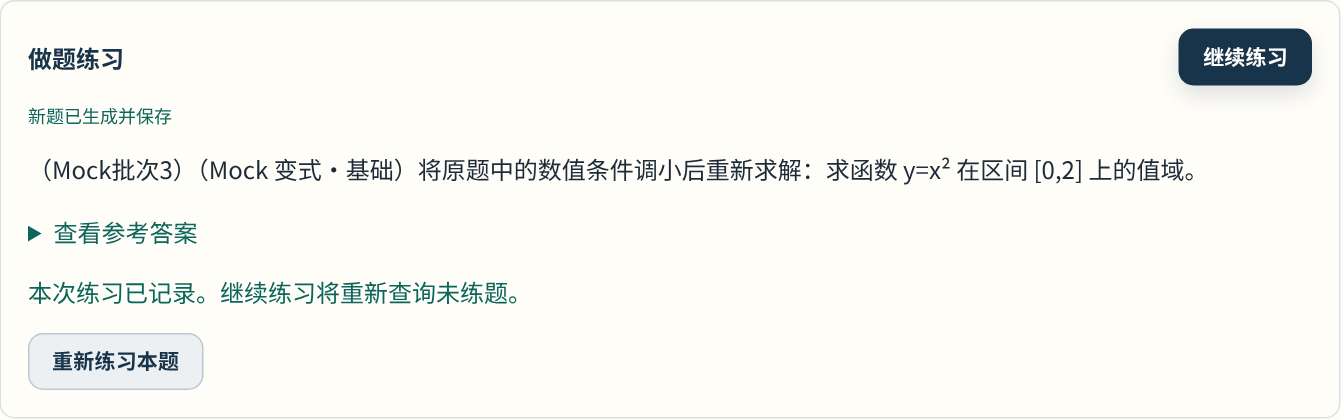 做题练习
继续练习
新题已生成并保存
（Mock批次3）（Mock 变式·基础）将原题中的数值条件调小后重新求解：求函数 y=x² 在区间 [0,2] 上的值域。
▶ 查看参考答案
本次练习已记录。继续练习将重新查询未练题。
重新练习本题